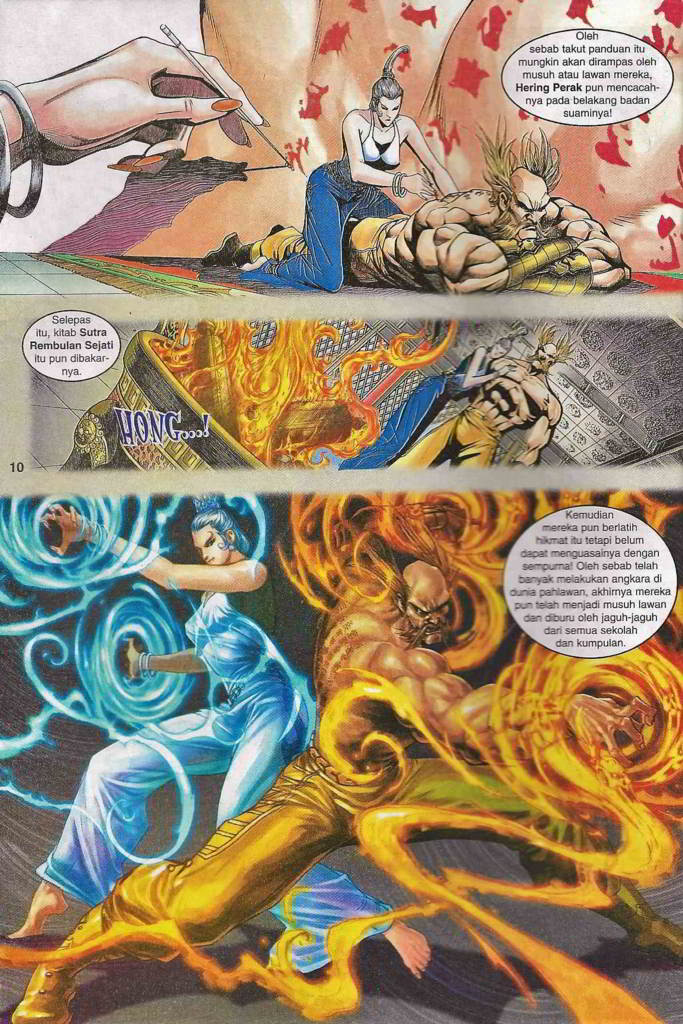 Oleh
sebab takut panduan itu
mungkin akan dirampas oleh
musuh atau lawan mereka,
Hering Perak pun mencacah-
nya pada belakang badan
suaminya!
Selepas
itu, kitab Sutra
Rembulan Sejati
itu pun dibakar-
nya.
HONG...!
10
Kemudian
mereka pun berlatih
hikmat itu tetapi belum
dapat menguasainya dengan
sempurna! Oleh sebab telah
banyak melakukan angkara di
dunia pahlawan, akhirnya mereka
pun telah menjadi musuh lawan
dan diburu oleh jaguh-jaguh
dari semua sekolah
dan kumpulan.